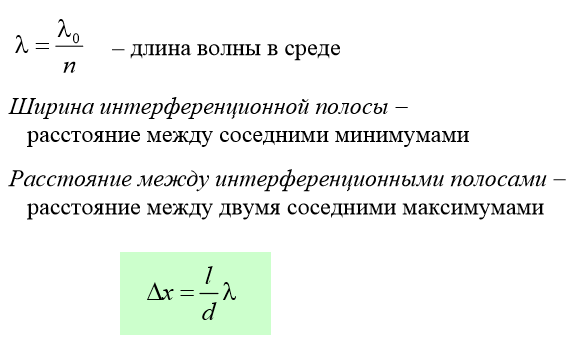 λ = λ₀/n – длина волны в среде
Ширина интерференционной полосы –
расстояние между соседними минимумами
Расстояние между интерференционными полосами –
расстояние между двумя соседними максимумами
Δx = l/d λ